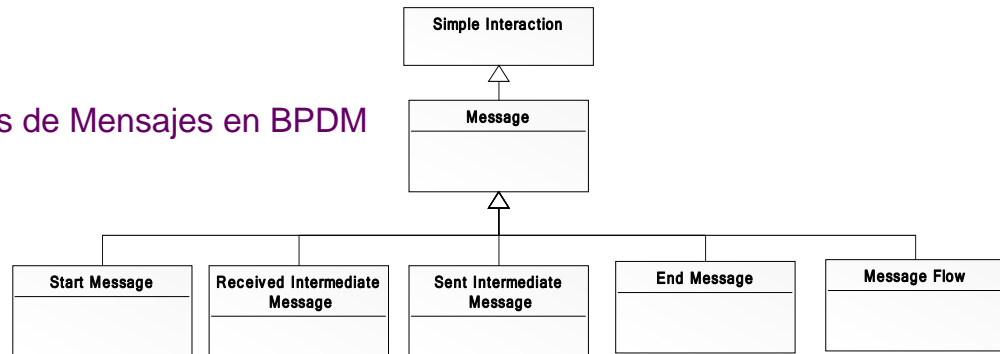 Simple Interaction
s de Mensajes en BPDM
Message
Start Message
Received Intermediate
Message
Sent Intermediate
Message
End Message
Message Flow